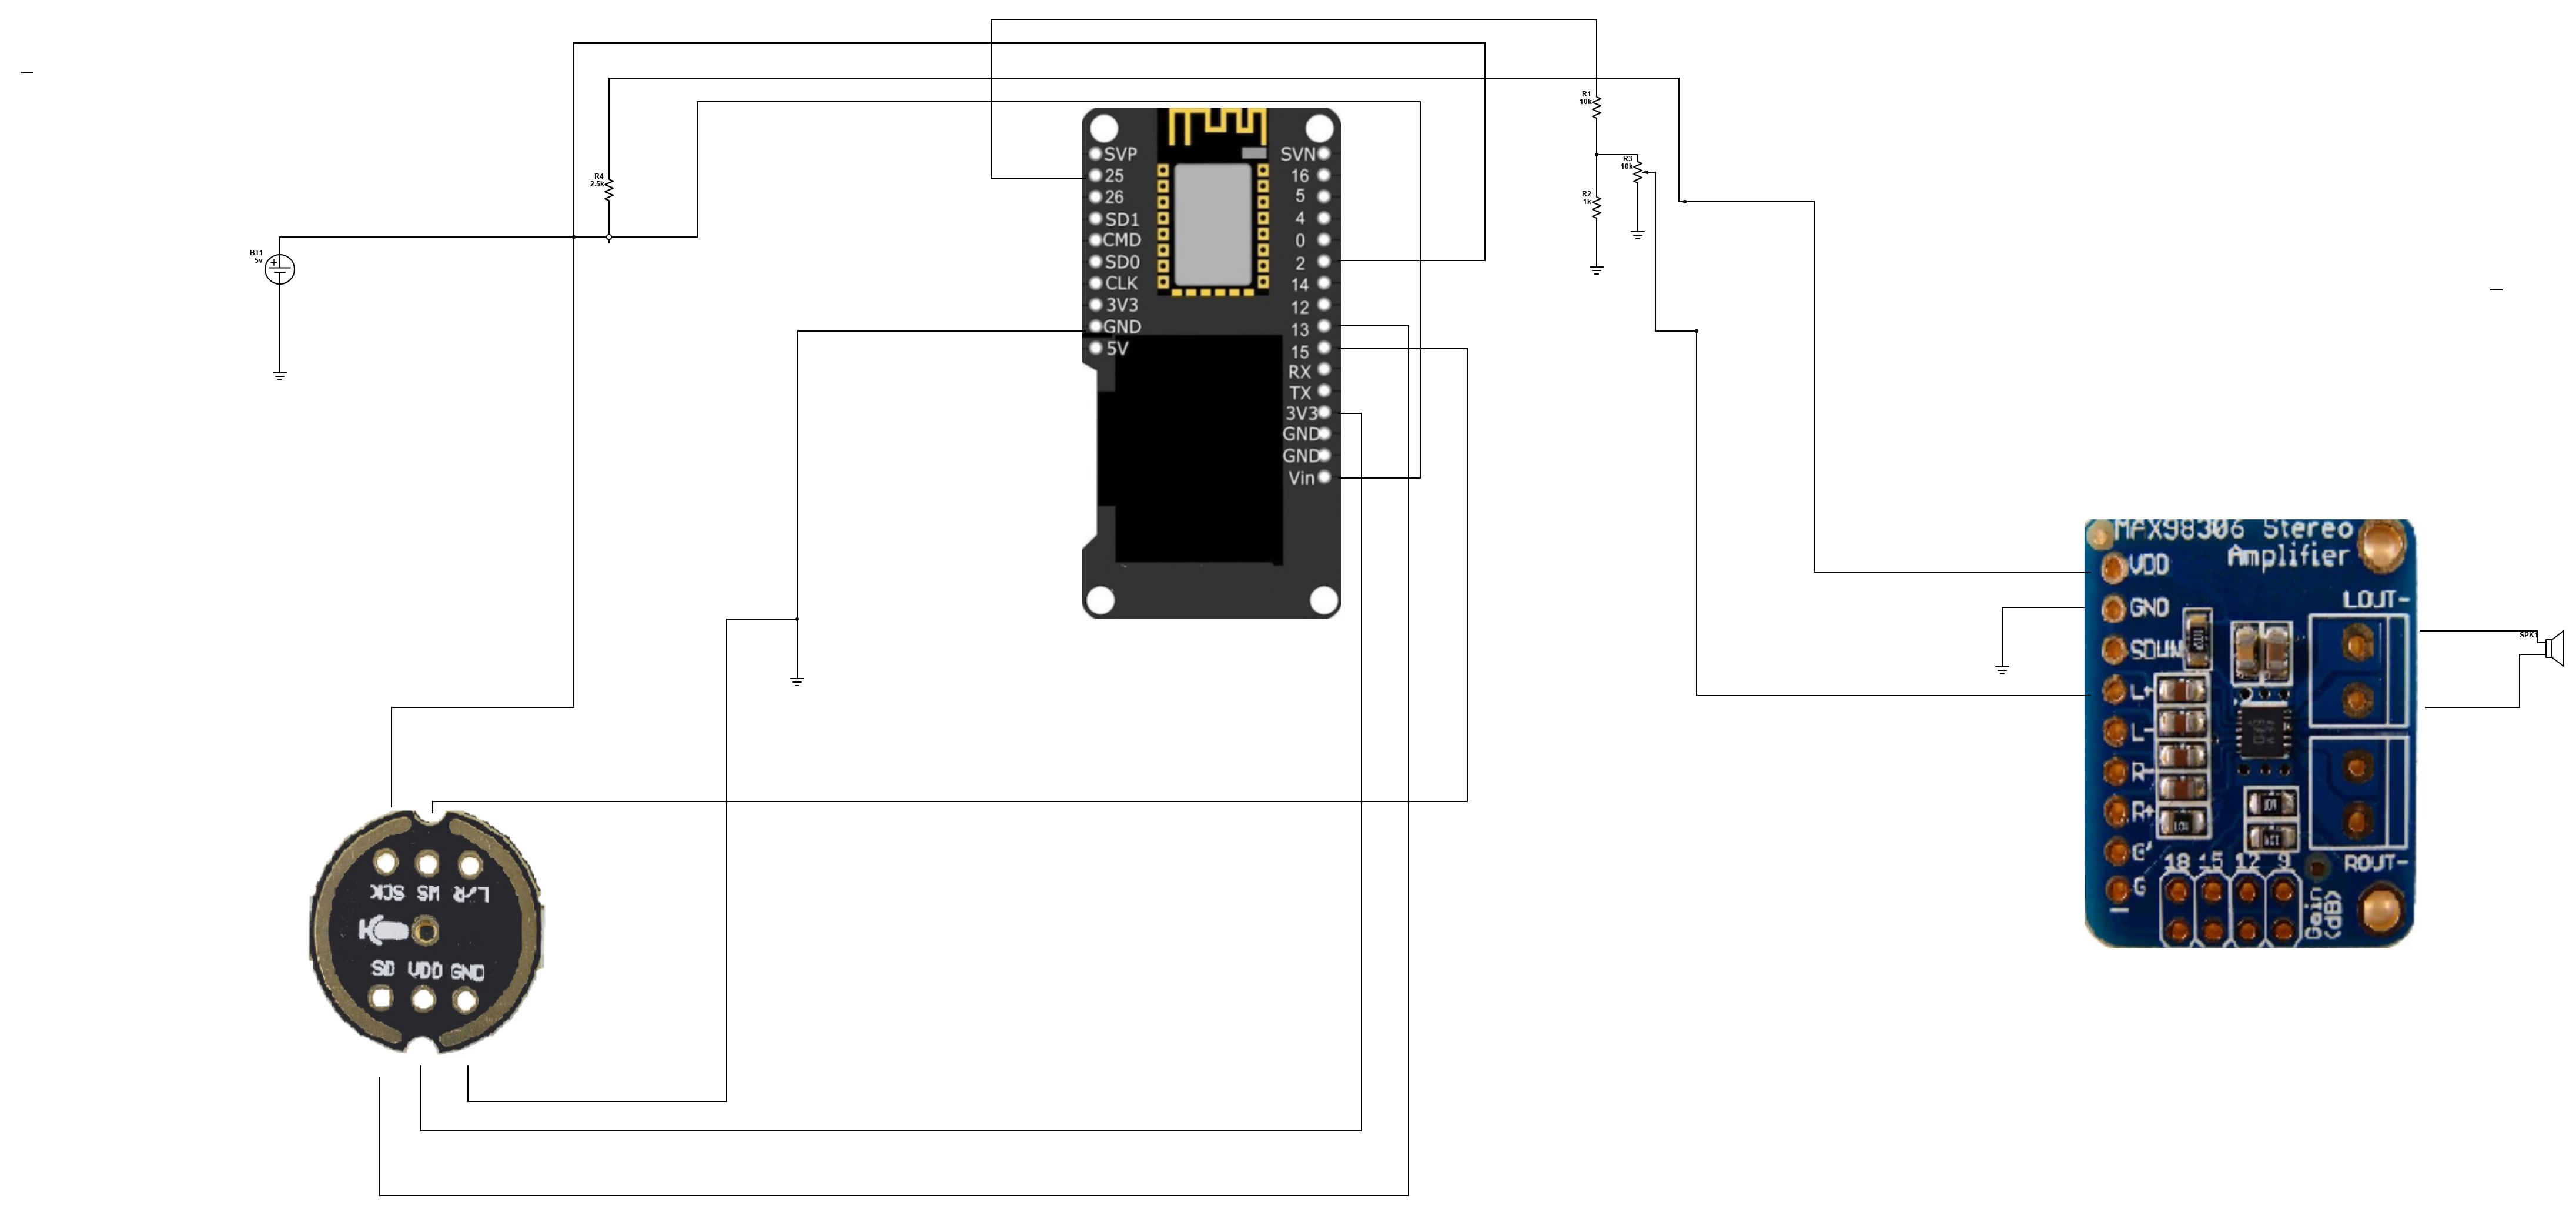 R1
10k
R3
10k
R2
1k
R4
2.5k
BT1
5v
+
SVP
25
26
SD1
CMD
SD0
CLK
3V3
GND
5V
SVN
16
5
4
0
2
14
12
13
15
RX
TX
3V3
GND
GND
Vin
MAX98306 Stereo
Amplifier
VDD
GND
SDWN
L+
L-
R-
R+
G'
G
LOUT-
ROUT-
18 15 12 9
Gain
(dB)
SPK1
SCK WS L/R
SD VDD GND